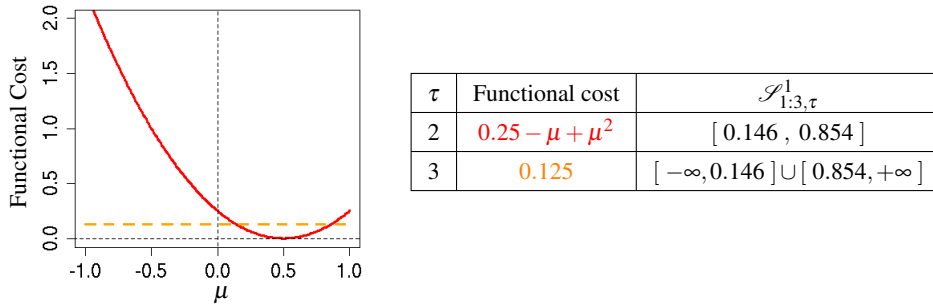 Functional Cost
2.0
1.5
1.0
0.5
0.0
-1.0 -0.5 0.0 0.5 1.0
μ
τ Functional cost 𝒮¹₁:₃,τ
2 0.25 − μ + μ² [ 0.146 , 0.854 ]
3 0.125 [ −∞, 0.146 ] ∪ [ 0.854, +∞ ]